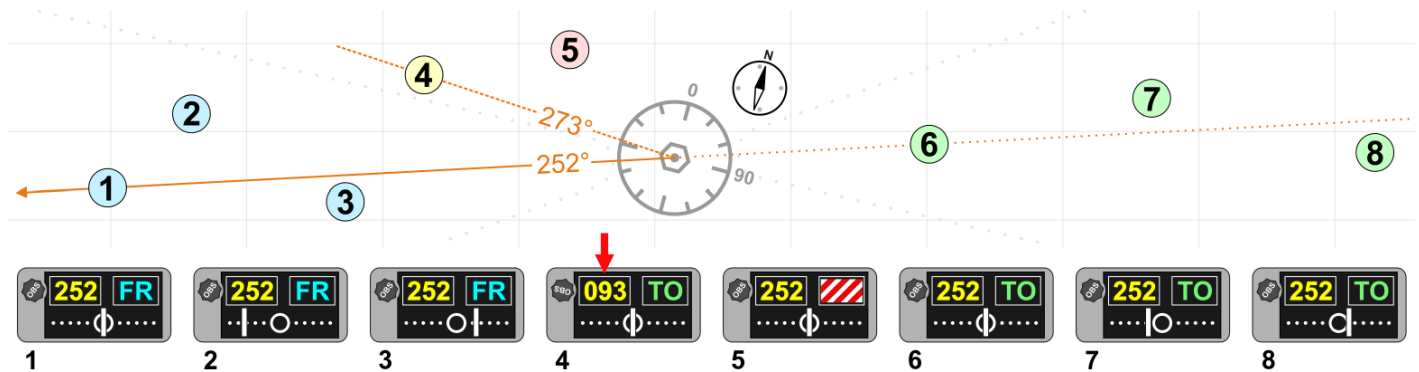 N
5
4
0
7
2
273°
6
8
252°
90
1
3
OBS 252 FR
OBS 252 FR
OBS 252 FR
OBS 093 TO
OBS 252
OBS 252 TO
OBS 252 TO
OBS 252 TO
1 2 3 4 5 6 7 8